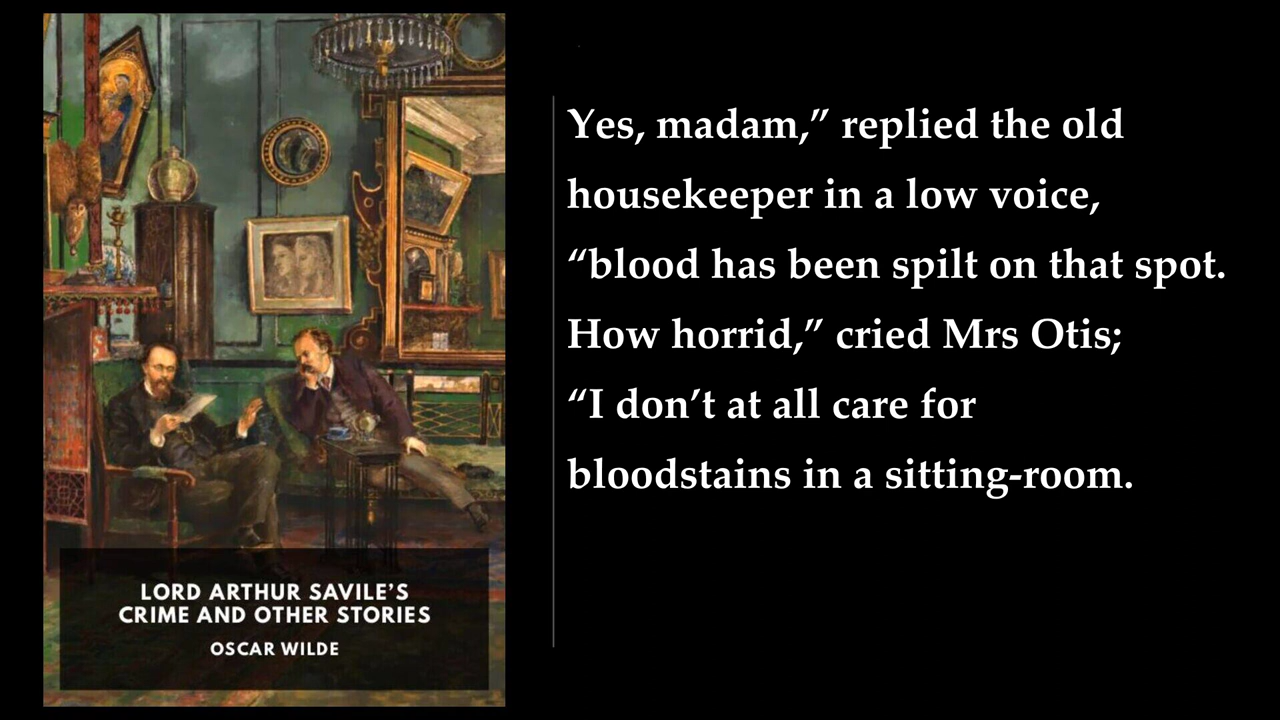 Yes, madam,” replied the old
housekeeper in a low voice,
“blood has been spilt on that spot.
How horrid,” cried Mrs Otis;
“I don’t at all care for
bloodstains in a sitting-room.
LORD ARTHUR SAVILE’S
CRIME AND OTHER STORIES
OSCAR WILDE